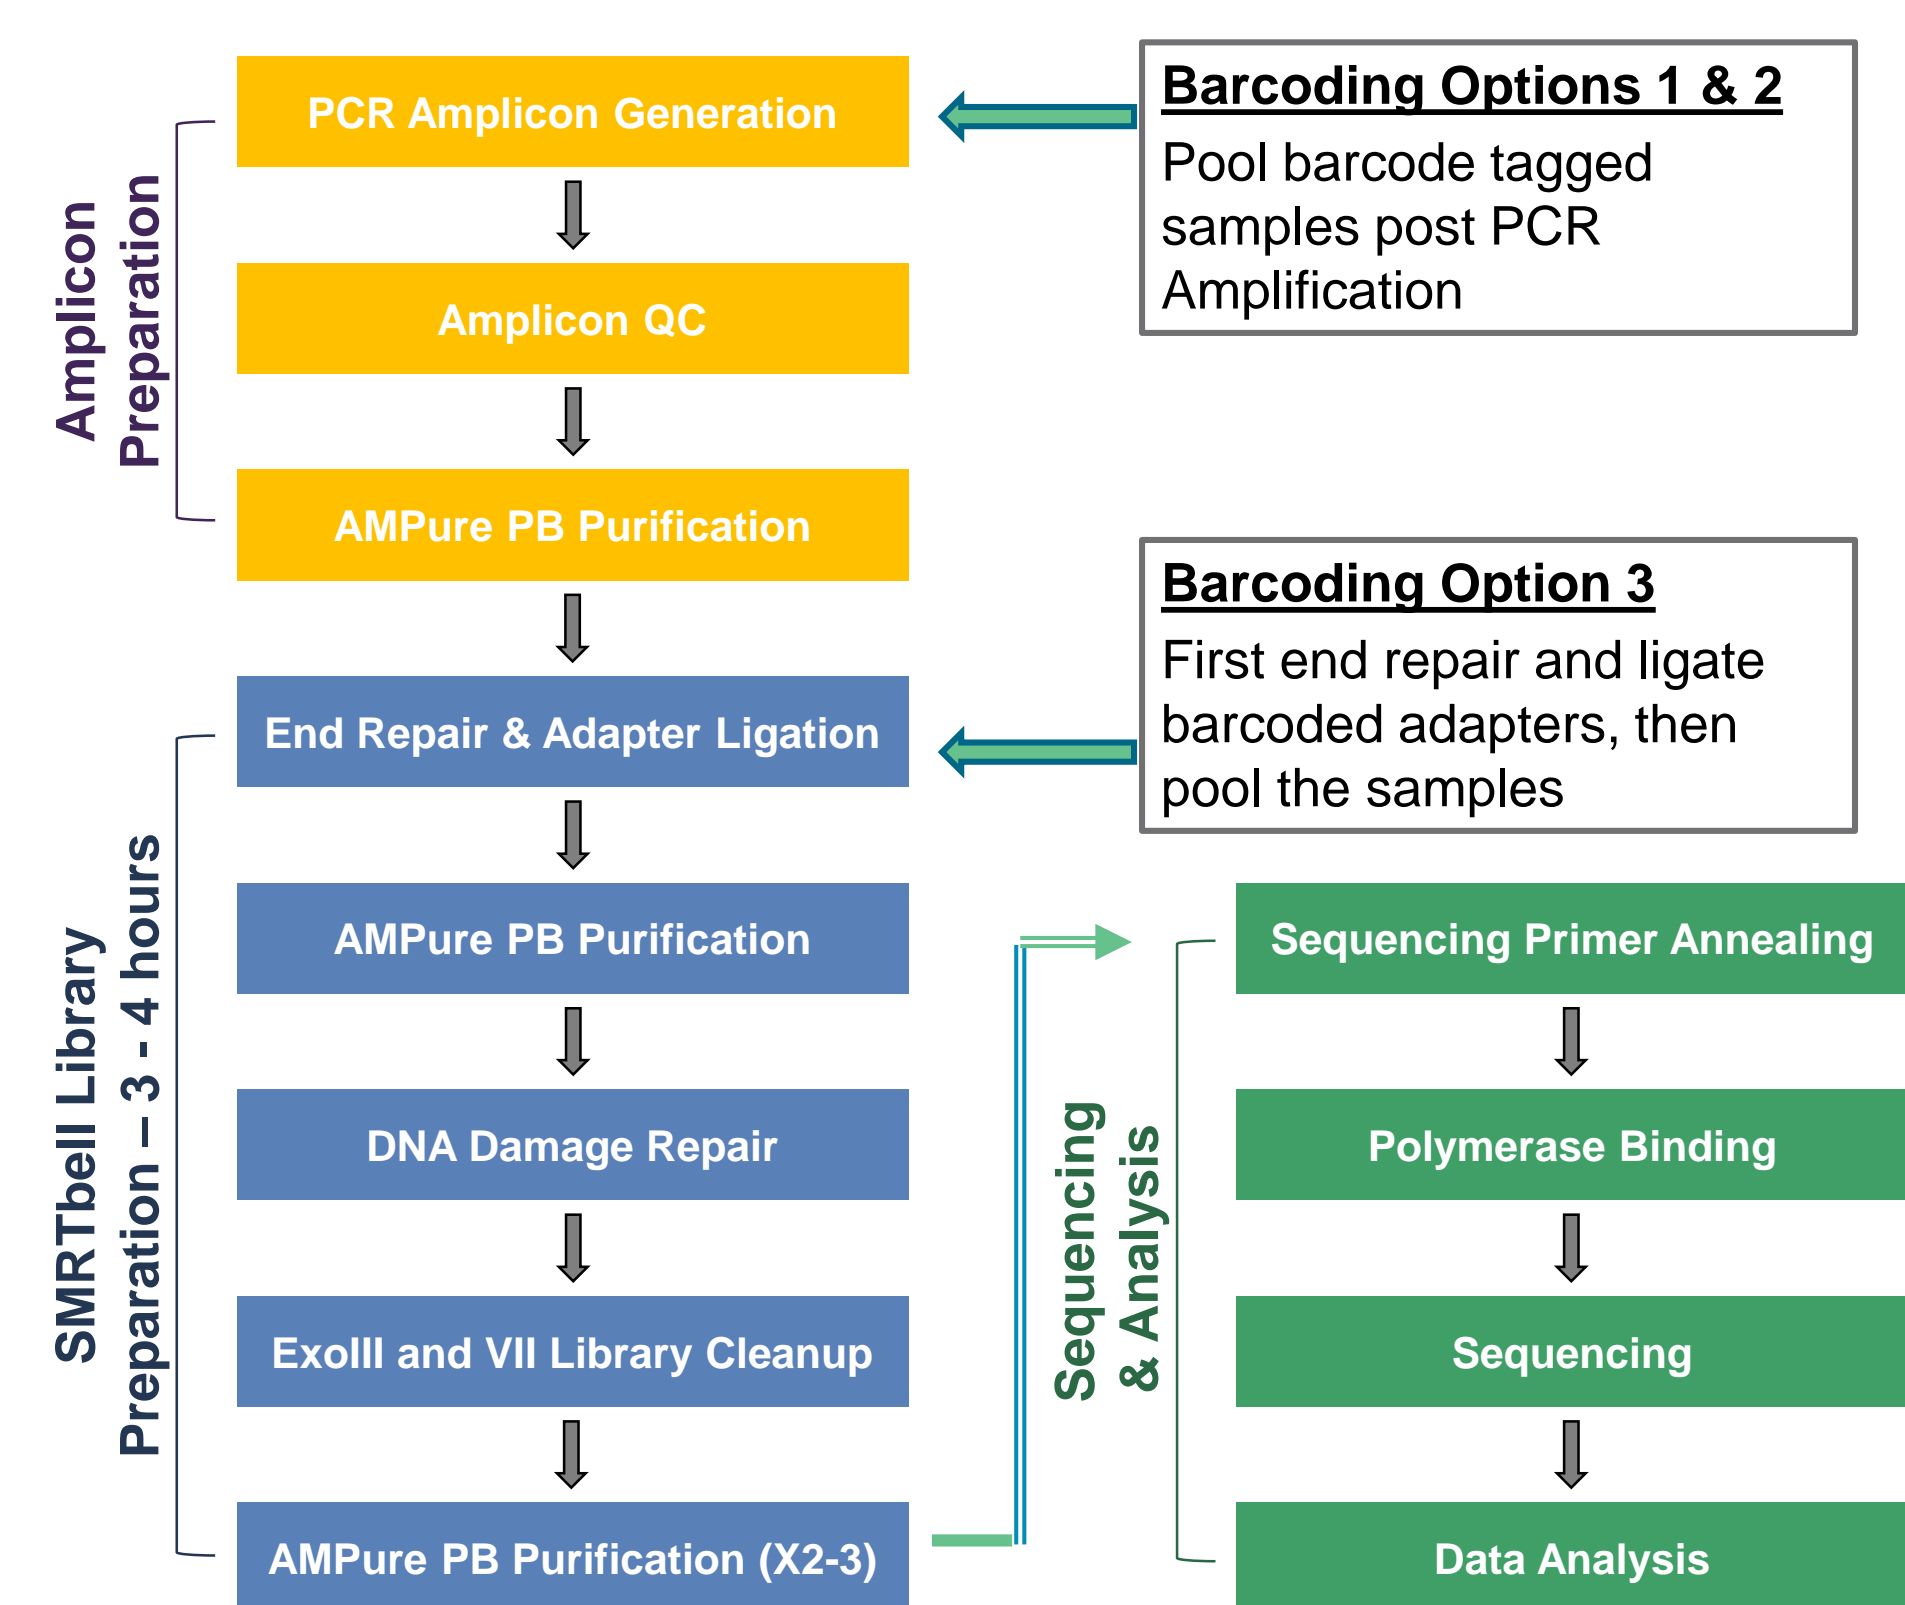 Amplicon
Preparation
PCR Amplicon Generation
Amplicon QC
AMPure PB Purification
Barcoding Options 1 & 2
Pool barcode tagged
samples post PCR
Amplification
Barcoding Option 3
First end repair and ligate
barcoded adapters, then
pool the samples
SMRTbell Library
Preparation – 3 - 4 hours
End Repair & Adapter Ligation
AMPure PB Purification
DNA Damage Repair
ExoIII and VII Library Cleanup
AMPure PB Purification (X2-3)
Sequencing
& Analysis
Sequencing Primer Annealing
Polymerase Binding
Sequencing
Data Analysis